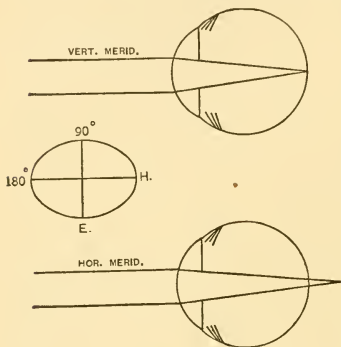 VERT. MERID.
90°
180° H.
E.
HOR. MERID.